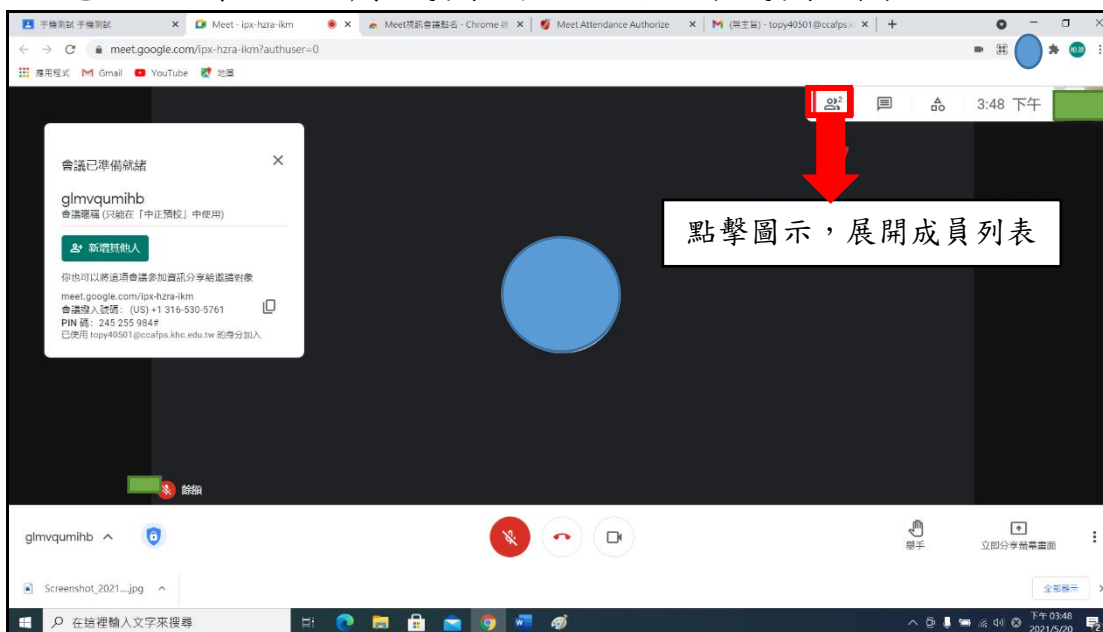 手機測試 手機測試
Meet - ipx-hzra-ikm
Meet視訊會議點名 - Chrome
Meet Attendance Authorize
(無主旨) - topy40501@ccafps.k
meet.google.com/ipx-hzra-ikm?authuser=0
應用程式
Gmail
YouTube
地圖
2
3:48 下午
點擊圖示，展開成員列表
會議已準備就緒
glmvqumihb
會議暱稱 (只能在「中正預校」中使用)
新增其他人
你也可以將這項會議參加資訊分享給邀請對象
meet.google.com/ipx-hzra-ikm
會議撥入號碼： (US) +1 316-530-5761
PIN 碼： 245 255 984#
已使用 topy40501@ccafps.khc.edu.tw 的身分加入
glmvqumihb
舉手
立即分享螢幕畫面
Screenshot_2021....jpg
全部顯示
在這裡輸入文字來搜尋
下午 03:48
2021/5/20